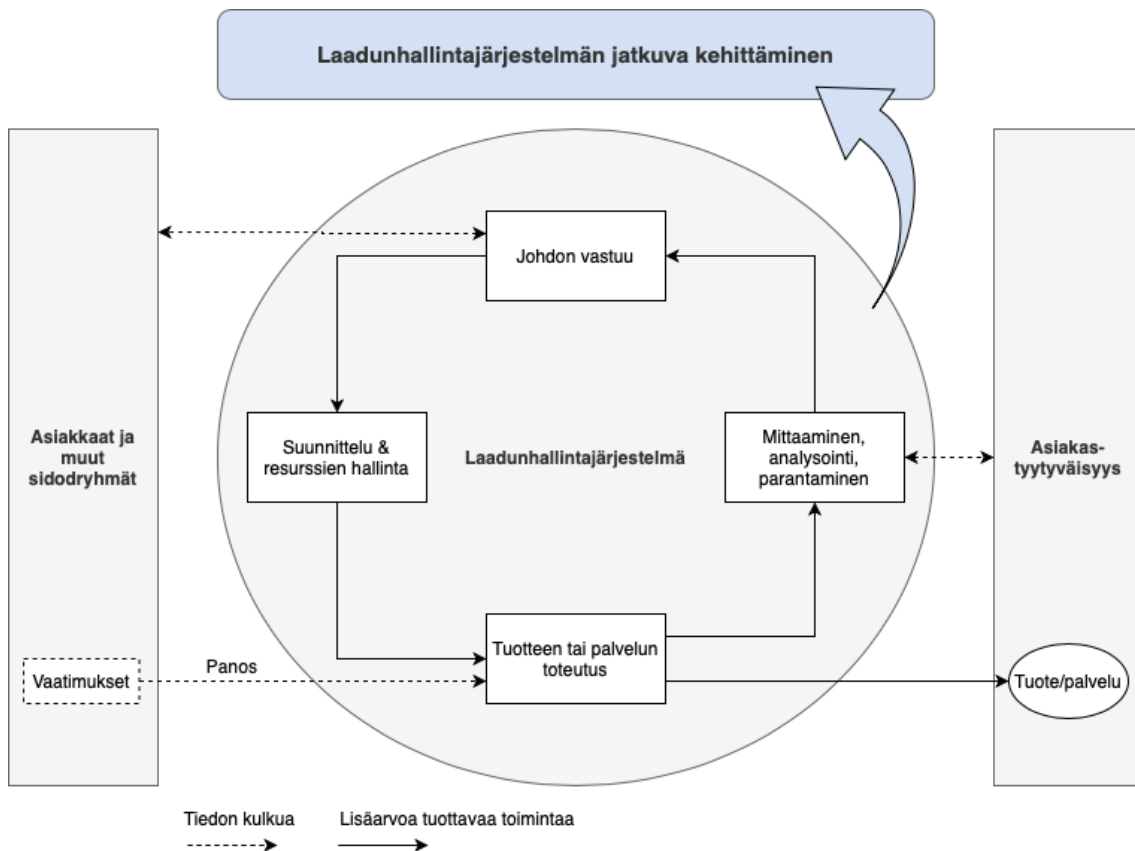 Laadunhallintajärjestelmän jatkuva kehittäminen
Johdon vastuu
Asiakkaat ja
muut
sidodryhmät
Suunnittelu &
resurssien hallinta
Laadunhallintajärjestelmä
Mittaaminen,
analysointi,
parantaminen
Asiakas-
tyytyväisyys
Vaatimukset
Panos
Tuotteen tai palvelun
toteutus
Tuote/palvelu
Tiedon kulkua
Lisäarvoa tuottavaa toimintaa